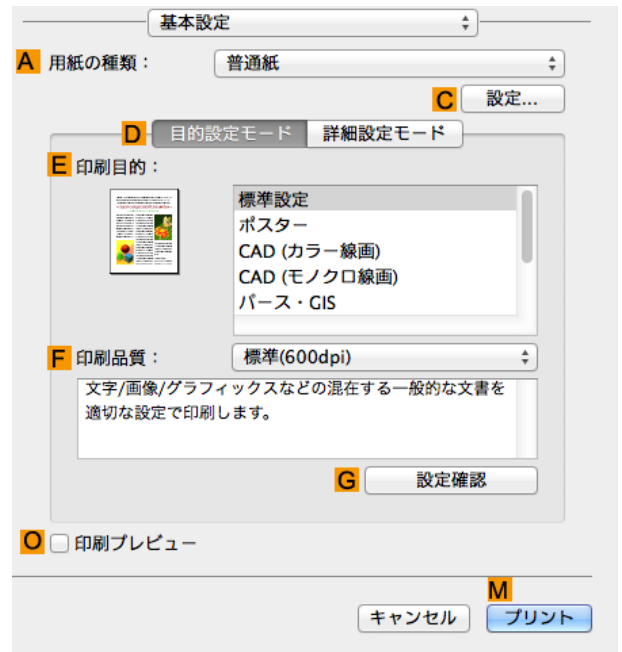 基本設定
A 用紙の種類： 普通紙
C 設定...
D 目的設定モード 詳細設定モード
E 印刷目的：
標準設定
ポスター
CAD (カラー線画)
CAD (モノクロ線画)
パース・GIS
F 印刷品質： 標準(600dpi)
文字/画像/グラフィックスなどの混在する一般的な文書を
適切な設定で印刷します。
G 設定確認
O 印刷プレビュー
M
キャンセル プリント